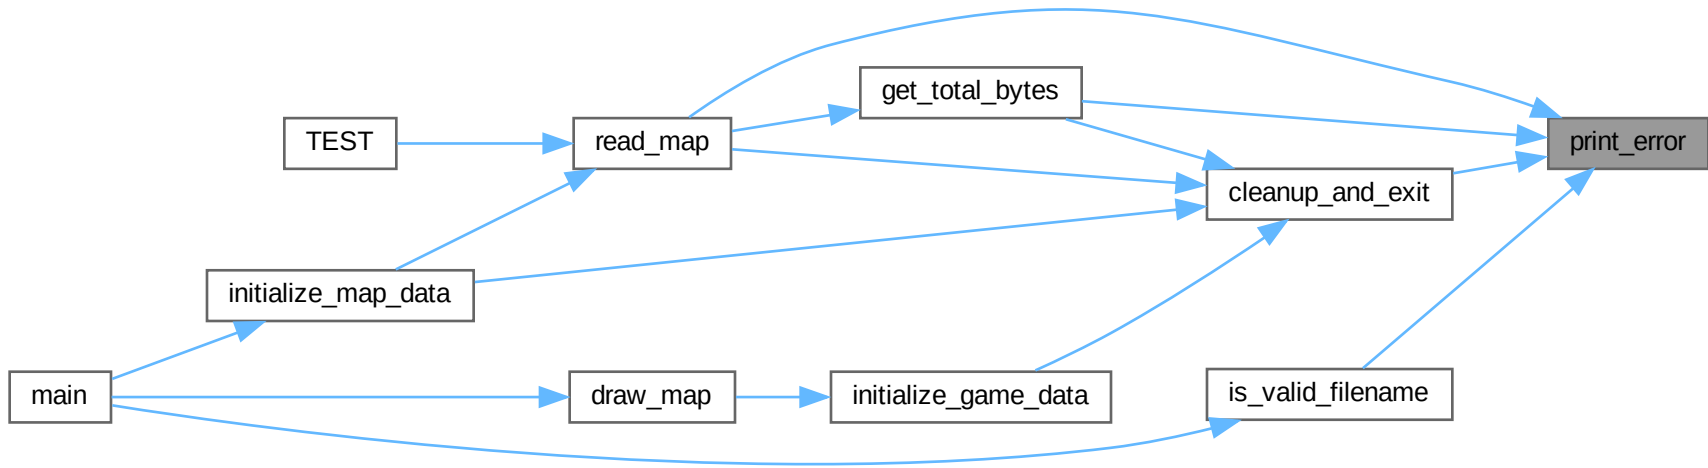 get_total_bytes
TEST
read_map
print_error
cleanup_and_exit
initialize_map_data
main
draw_map
initialize_game_data
is_valid_filename